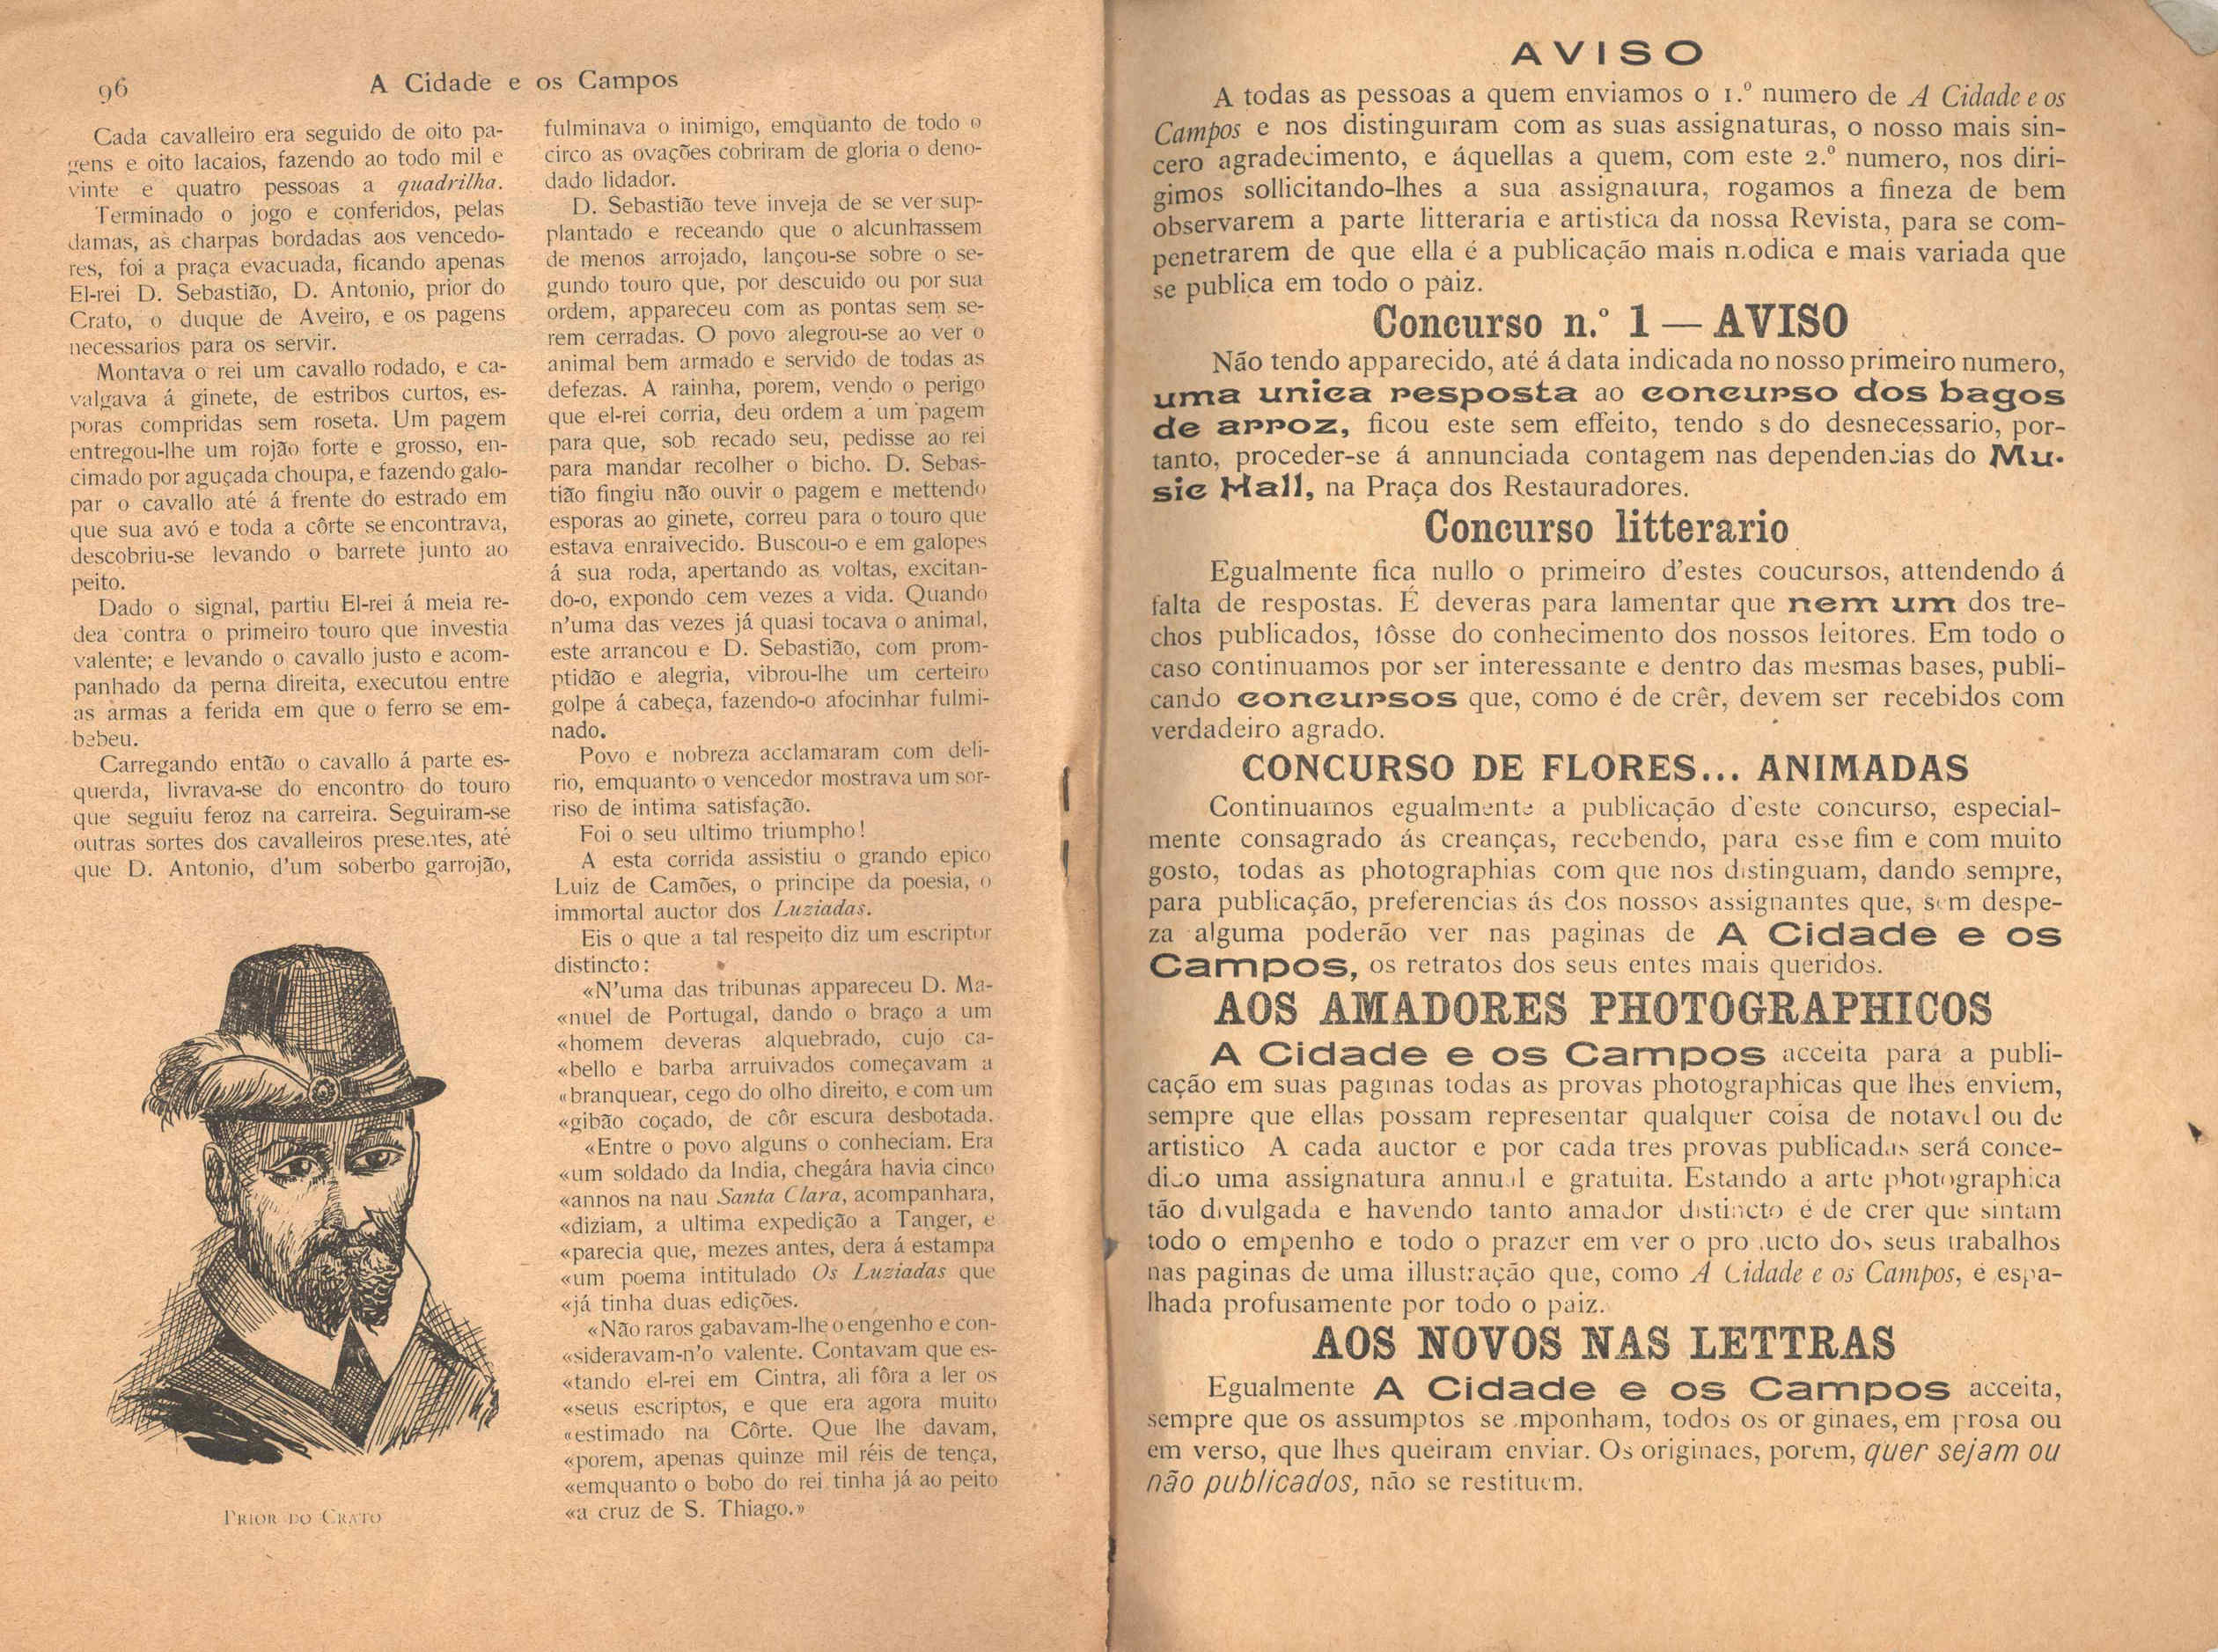 96
A Cidade e os Campos
Cada cavalleiro era seguido de oito pa-
gens e oito lacaios, fazendo ao todo mil e
vinte e quatro pessoas a quadrilha.
Terminado o jogo e conferidos, pelas
damas, as charpas bordadas aos vencedo-
res, foi a praça evacuada, ficando apenas
El-rei D. Sebastião, D. Antonio, prior do
Crato, o duque de Aveiro, e os pagens
necessarios para os servir.
Montava o rei um cavallo rodado, e ca-
valgava á ginete, de estribos curtos, es-
poras compridas sem roseta. Um pagem
entregou-lhe um rojão forte e grosso, en-
cimado por aguçada choupa, e fazendo galo-
par o cavallo até á frente do estrado em
que sua avó e toda a côrte se encontrava,
descobriu-se levando o barrete junto ao
peito.
Dado o signal, partiu El-rei á meia re-
dea contra o primeiro touro que investia
valente; e levando o cavallo justo e acom-
panhado da perna direita, executou entre
as armas a ferida em que o ferro se em-
bebeu.
Carregando então o cavallo á parte es-
querda, livrava-se do encontro do touro
que seguiu feroz na carreira. Seguiram-se
outras sortes dos cavalleiros presentes, até
que D. Antonio, d'um soberbo garrojão,
PRIOR DO CRATO
fulminava o inimigo, emquanto de todo o
circo as ovações cobriram de gloria o deno-
dado lidador.
D. Sebastião teve inveja de se ver sup-
plantado e receando que o alcunhassem
de menos arrojado, lançou-se sobre o se-
gundo touro que, por descuido ou por sua
ordem, appareceu com as pontas sem se-
rem cerradas. O povo alegrou-se ao ver o
animal bem armado e servido de todas as
defezas. A rainha, porem, vendo o perigo
que el-rei corria, deu ordem a um pagem
para que, sob recado seu, pedisse ao rei
para mandar recolher o bicho. D. Sebas-
tião fingiu não ouvir o pagem e mettendo
esporas ao ginete, correu para o touro que
estava enraivecido. Buscou-o e em galopes
á sua roda, apertando as voltas, excitan-
do-o, expondo cem vezes a vida. Quando
n'uma das vezes já quasi tocava o animal,
este arrancou e D. Sebastião, com prom-
ptidão e alegria, vibrou-lhe um certeiro
golpe á cabeça, fazendo-o afocinhar fulmi-
nado.
Povo e nobreza acclamaram com deli-
rio, emquanto o vencedor mostrava um sor-
riso de intima satisfação.
Foi o seu ultimo triumpho!
A esta corrida assistiu o grando epico
Luiz de Camões, o principe da poesia, o
immortal auctor dos Luziadas.
Eis o que a tal respeito diz um escriptor
distincto:
«N'uma das tribunas appareceu D. Ma-
«nuel de Portugal, dando o braço a um
«homem deveras alquebrado, cujo ca-
«bello e barba arruivados começavam a
«branquear, cego do olho direito, e com um
«gibão coçado, de côr escura desbotada.
«Entre o povo alguns o conheciam. Era
«um soldado da India, chegára havia cinco
«annos na nau Santa Clara, acompanhara,
«diziam, a ultima expedição a Tanger, e
«parecia que, mezes antes, dera á estampa
«um poema intitulado Os Luziadas que
«já tinha duas edições.
«Não raros gabavam-lhe o engenho e con-
«sideravam-n'o valente. Contavam que es-
«tando el-rei em Cintra, ali fôra a ler os
«seus escriptos, e que era agora muito
«estimado na Côrte. Que lhe davam,
«porem, apenas quinze mil réis de tença,
«emquanto o bobo do rei tinha já ao peito
«a cruz de S. Thiago.»
AVISO
A todas as pessoas a quem enviamos o 1.º numero de A Cidade e os
Campos e nos distinguiram com as suas assignaturas, o nosso mais sin-
cero agradecimento, e áquellas a quem, com este 2.º numero, nos diri-
gimos sollicitando-lhes a sua assignatura, rogamos a fineza de bem
observarem a parte litteraria e artistica da nossa Revista, para se com-
penetrarem de que ella é a publicação mais modica e mais variada que
se publica em todo o paiz.
Concurso n.º 1 — AVISO
Não tendo apparecido, até á data indicada no nosso primeiro numero,
uma unica resposta ao concurso dos bagos
de arroz, ficou este sem effeito, tendo s do desnecessario, por-
tanto, proceder-se á annunciada contagem nas dependencias do Mu-
sic Hall, na Praça dos Restauradores.
Concurso litterario
Egualmente fica nullo o primeiro d'estes coucursos, attendendo á
falta de respostas. É deveras para lamentar que nem um dos tre-
chos publicados, fôsse do conhecimento dos nossos leitores. Em todo o
caso continuamos por ser interessante e dentro das mesmas bases, publi-
cando concursos que, como é de crêr, devem ser recebidos com
verdadeiro agrado.
CONCURSO DE FLORES... ANIMADAS
Continuamos egualmente a publicação d'este concurso, especial-
mente consagrado ás creanças, recebendo, para esse fim e com muito
gosto, todas as photographias com que nos distinguam, dando sempre,
para publicação, preferencias ás dos nossos assignantes que, sem despe-
za alguma poderão ver nas paginas de A Cidade e os
Campos, os retratos dos seus entes mais queridos.
AOS AMADORES PHOTOGRAPHICOS
A Cidade e os Campos acceita para a publi-
cação em suas paginas todas as provas photographicas que lhes enviem,
sempre que ellas possam representar qualquer coisa de notavel ou de
artistico A cada auctor e por cada tres provas publicadas será conce-
dido uma assignatura annual e gratuita. Estando a arte photographica
tão divulgada e havendo tanto amador distincto é de crer que sintam
todo o empenho e todo o prazer em ver o producto dos seus trabalhos
nas paginas de uma illustração que, como A Cidade e os Campos, é espa-
lhada profusamente por todo o paiz.
AOS NOVOS NAS LETTRAS
Egualmente A Cidade e os Campos acceita,
sempre que os assumptos se imponham, todos os or ginaes, em prosa ou
em verso, que lhes queiram enviar. Os originaes, porem, quer sejam ou
não publicados, não se restituem.